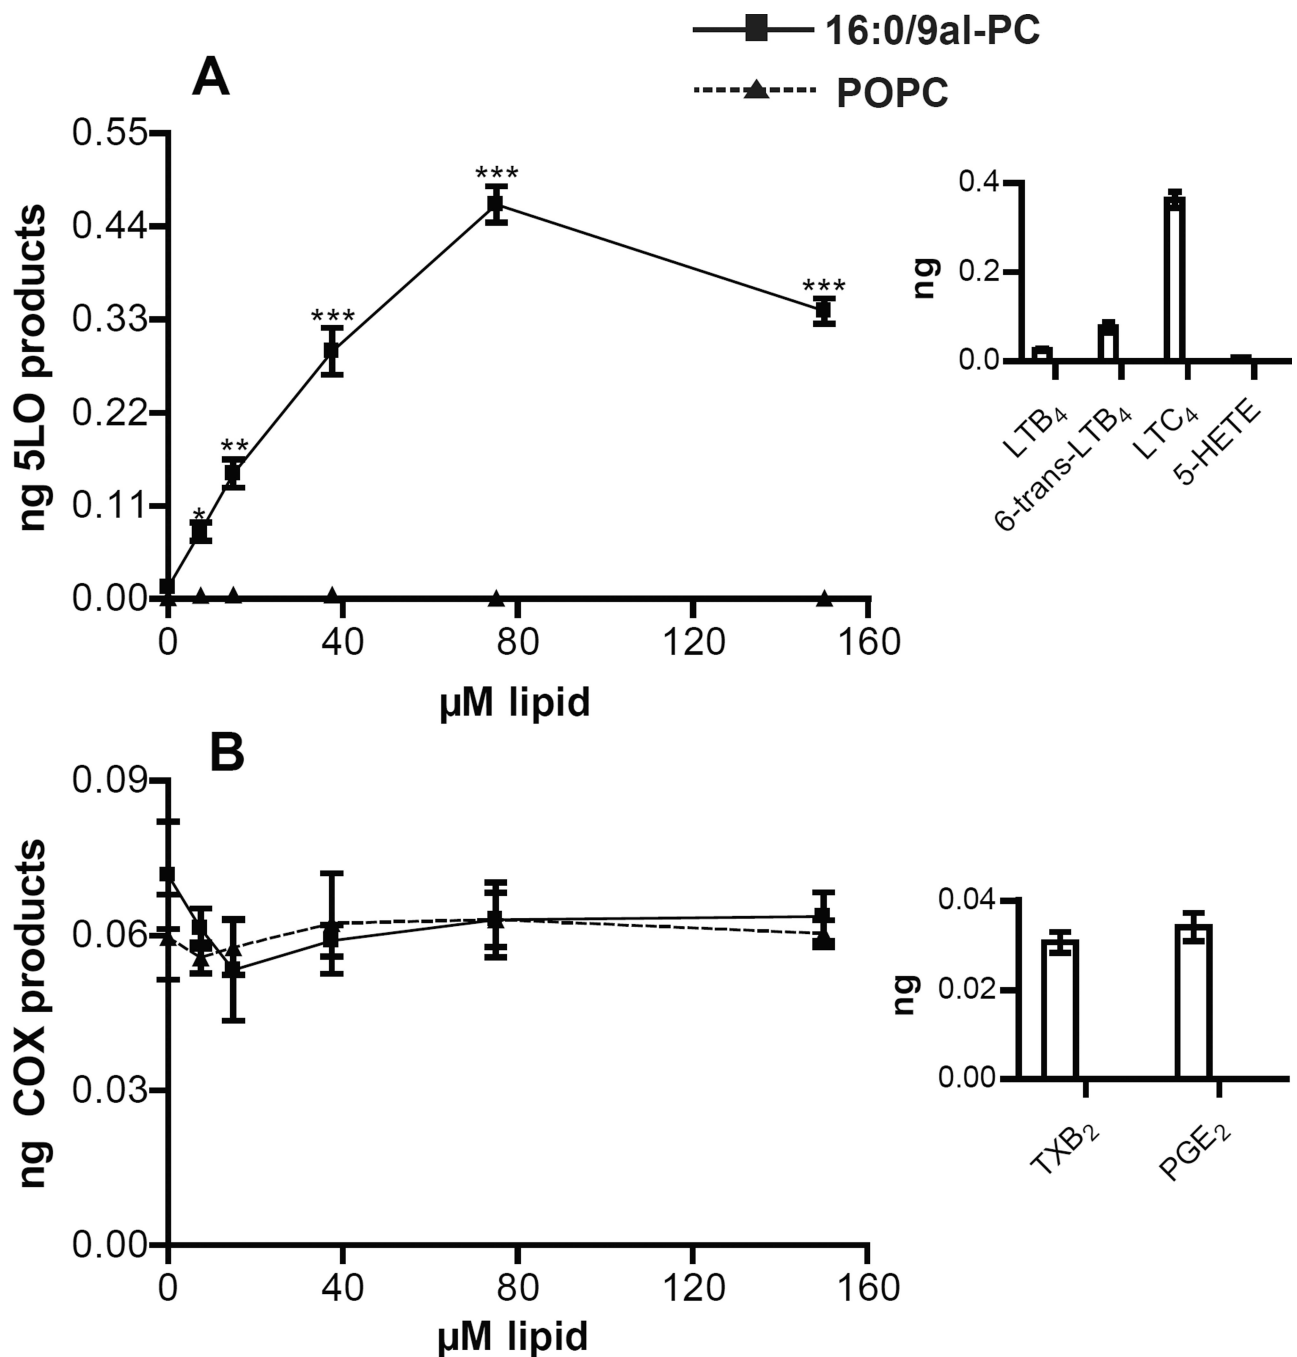 16:0/9al-PC
POPC
A
ng 5LO products
0.55
0.44
0.33
0.22
0.11
0.00
*
**
***
***
***
0 40 80 120 160
µM lipid
ng
0.4
0.2
0.0
LTB4
6-trans-LTB4
LTC4
5-HETE
B
ng COX products
0.09
0.06
0.03
0.00
0 40 80 120 160
µM lipid
ng
0.04
0.02
0.00
TXB2
PGE2